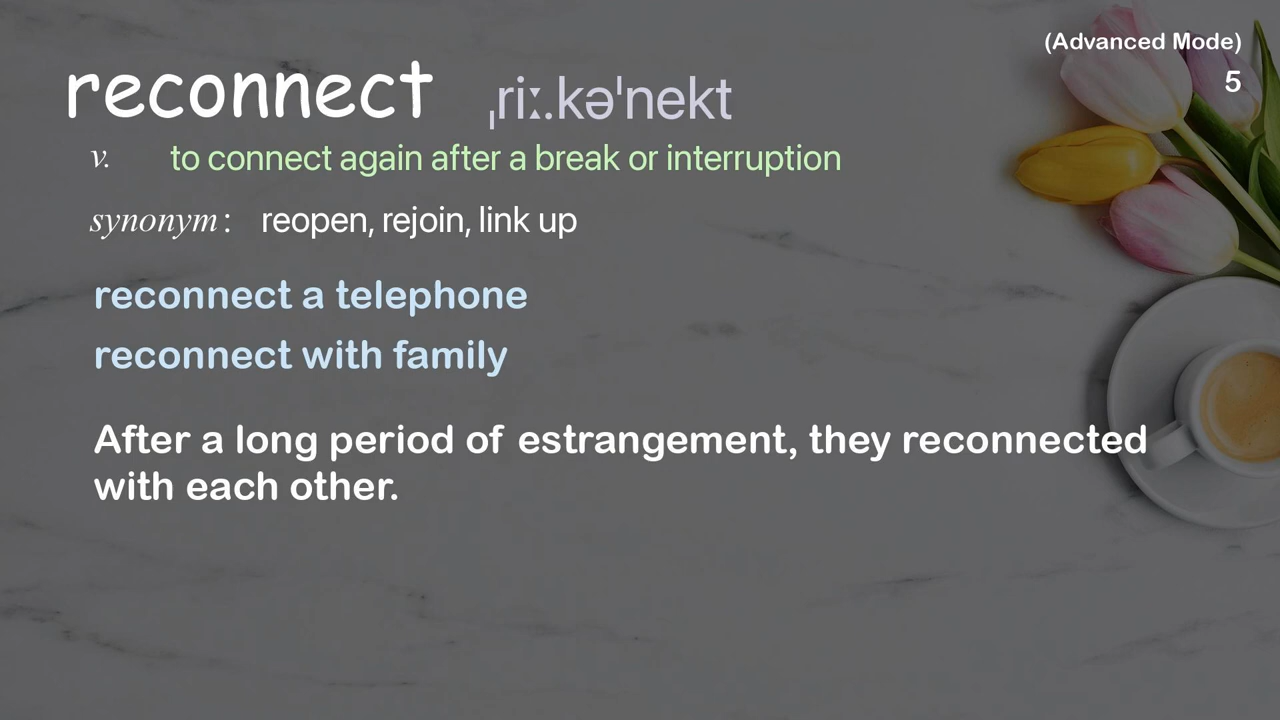 (Advanced Mode)
5
reconnect ˌriː.kəˈnekt
v. to connect again after a break or interruption
synonym : reopen, rejoin, link up
reconnect a telephone
reconnect with family
After a long period of estrangement, they reconnected
with each other.